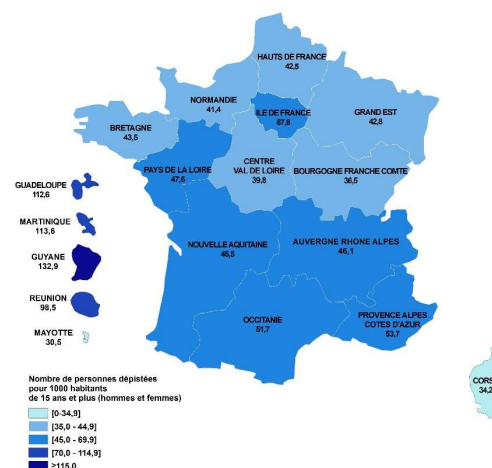 HAUTS DE FRANCE
42,5
NORMANDIE
41,4
ILE DE FRANCE
67,8
GRAND EST
42,8
BRETAGNE
43,5
PAYS DE LA LOIRE
47,6
CENTRE
VAL DE LOIRE
39,8
BOURGOGNE FRANCHE COMTE
36,5
GUADELOUPE
112,6
MARTINIQUE
113,6
GUYANE
132,9
REUNION
98,5
MAYOTTE
30,5
NOUVELLE AQUITAINE
45,5
AUVERGNE RHONE ALPES
46,1
OCCITANIE
51,7
PROVENCE ALPES
COTES D'AZUR
53,7
CORS
34,2
Nombre de personnes dépistées
pour 1000 habitants
de 15 ans et plus (hommes et femmes)
[0-34,9]
[35,0 - 44,9]
[45,0 - 69,9]
[70,0 - 114,9]
≥115,0